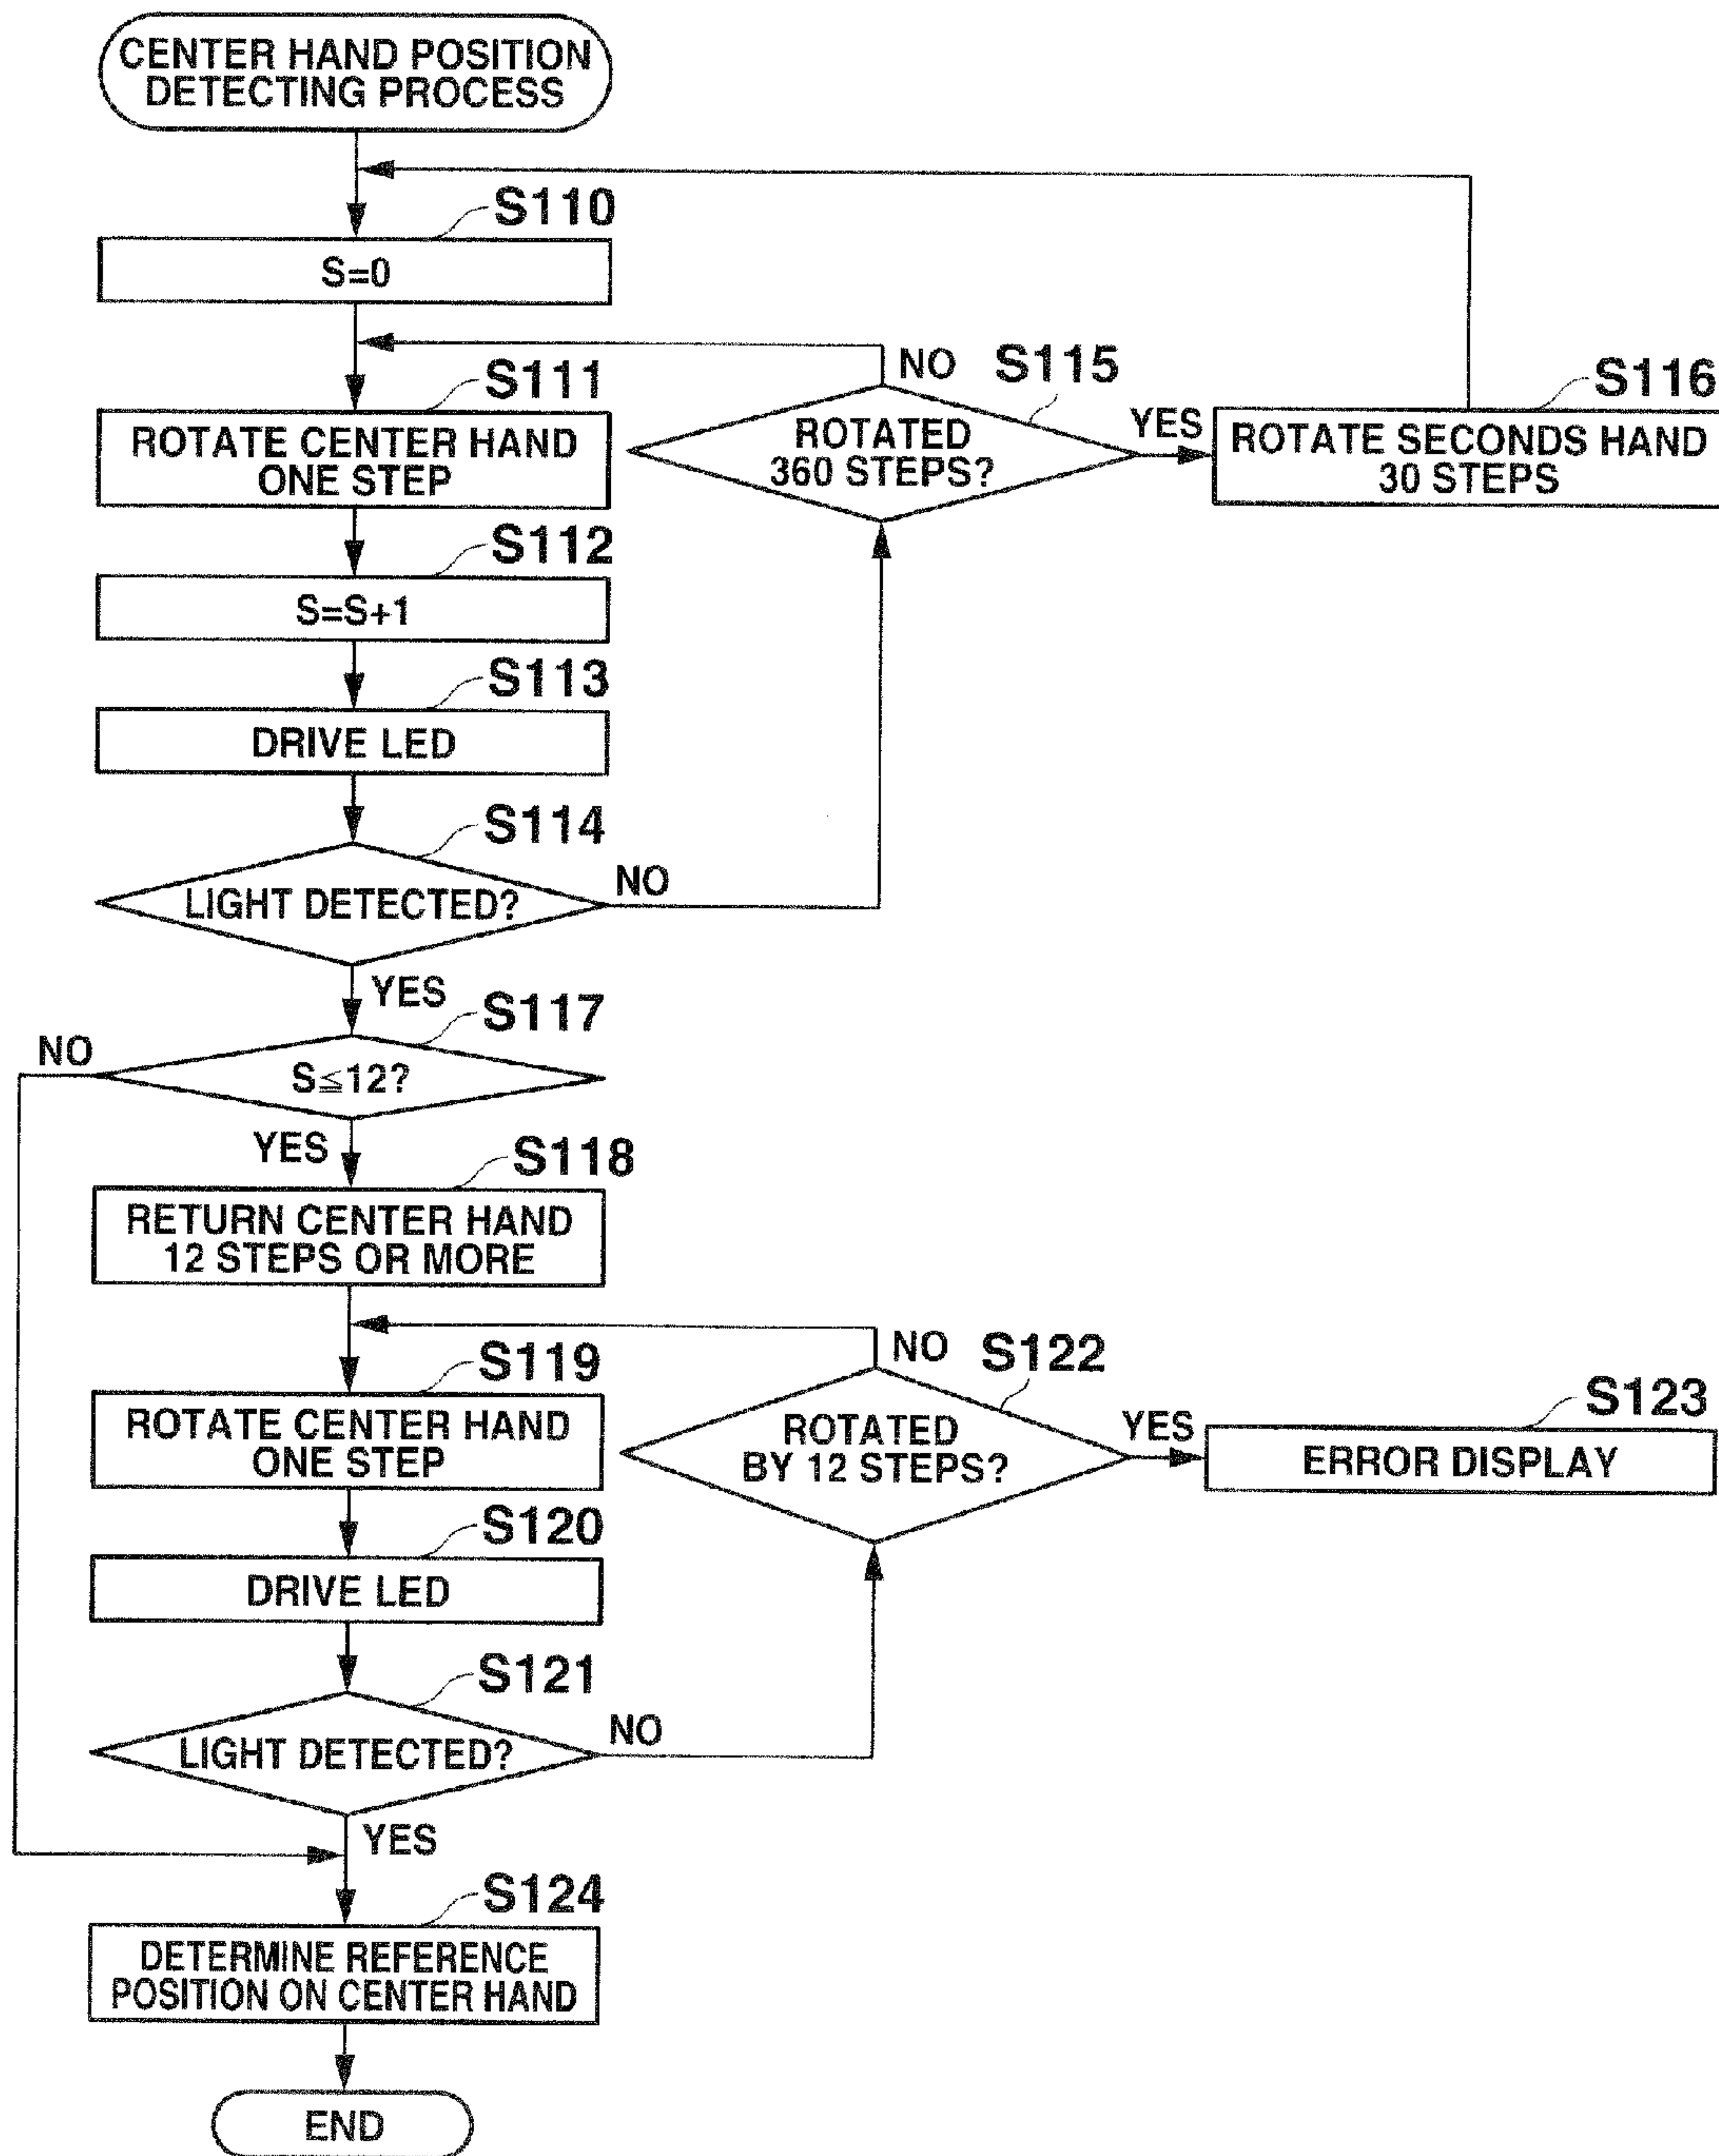 CENTER HAND POSITION
DETECTING PROCESS
S110
S=0
S111
ROTATE CENTER HAND
ONE STEP
NO
S115
ROTATED
360 STEPS?
YES
S116
ROTATE SECONDS HAND
30 STEPS
S112
S=S+1
S113
DRIVE LED
S114
LIGHT DETECTED?
NO
YES
S117
NO
S≦12?
YES
S118
RETURN CENTER HAND
12 STEPS OR MORE
S119
ROTATE CENTER HAND
ONE STEP
NO
S122
ROTATED
BY 12 STEPS?
YES
S123
ERROR DISPLAY
S120
DRIVE LED
S121
LIGHT DETECTED?
NO
YES
S124
DETERMINE REFERENCE
POSITION ON CENTER HAND
END